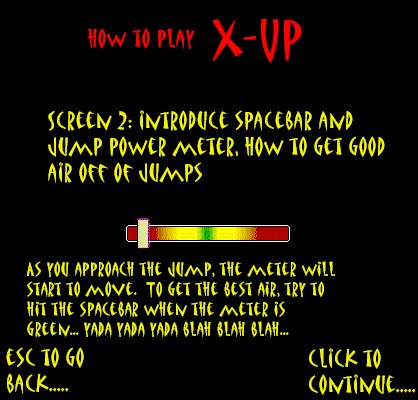 HOW TO PLAY X-UP
SCREEN 2: INTRODUCE SPACEBAR AND
JUMP POWER METER. HOW TO GET GOOD
AIR OFF OF JUMPS
AS YOU APPROACH THE JUMP, THE METER WILL
START TO MOVE. TO GET THE BEST AIR, TRY TO
HIT THE SPACEBAR WHEN THE METER IS
GREEN... YADA YADA YADA BLAH BLAH BLAH...
ESC TO GO
BACK.....
CLICK TO
CONTINUE.....